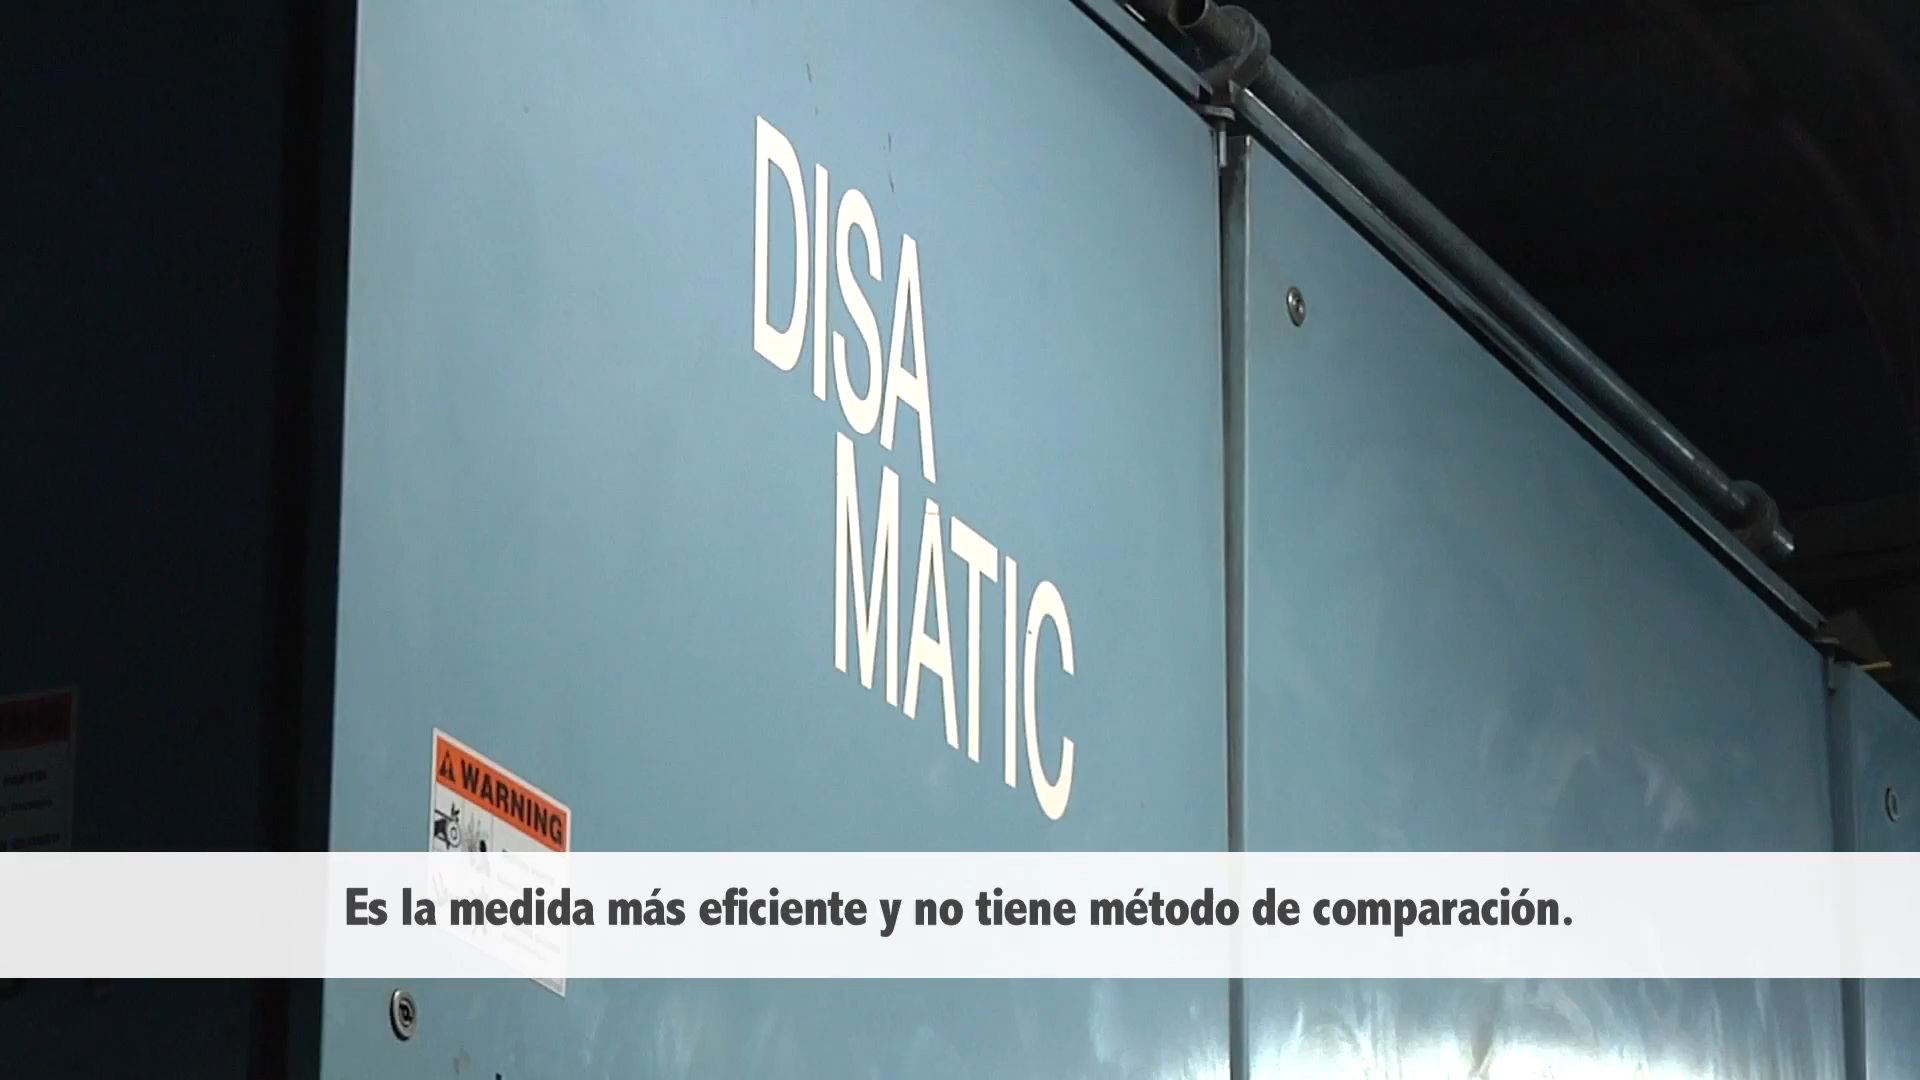 DISA
MATIC
WARNING
Es la medida más eficiente y no tiene método de comparación.